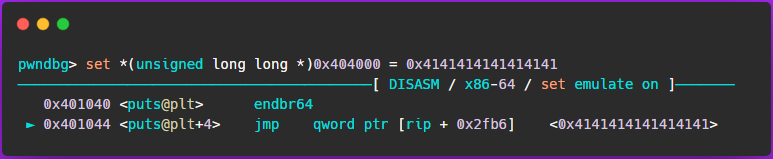 pwndbg> set *(unsigned long long *)0x404000 = 0x4141414141414141
[ DISASM / x86-64 / set emulate on ]
0x401040 <puts@plt> endbr64
► 0x401044 <puts@plt+4> jmp qword ptr [rip + 0x2fb6] <0x4141414141414141>